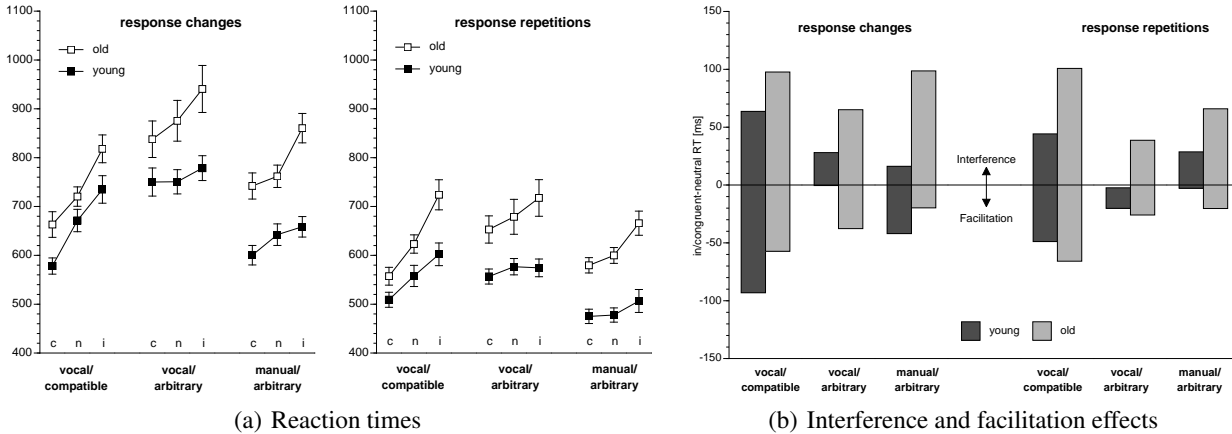 1100
1000
900
800
700
600
500
400
response changes
old
young
c n i c n i c n i
vocal/
compatible
vocal/
arbitrary
manual/
arbitrary
1100
1000
900
800
700
600
500
400
response repetitions
old
young
c n i c n i c n i
vocal/
compatible
vocal/
arbitrary
manual/
arbitrary
(a) Reaction times
in/congruent-neutral RT [ms]
150
100
50
0
-50
-100
-150
response changes
response repetitions
Interference
Facilitation
young
old
vocal/
compatible
vocal/
arbitrary
manual/
arbitrary
vocal/
compatible
vocal/
arbitrary
manual/
arbitrary
(b) Interference and facilitation effects